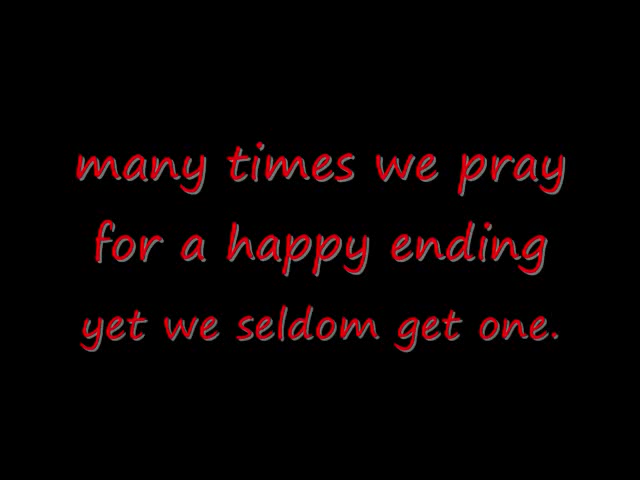 many times we pray
for a happy ending
yet we seldom get one.